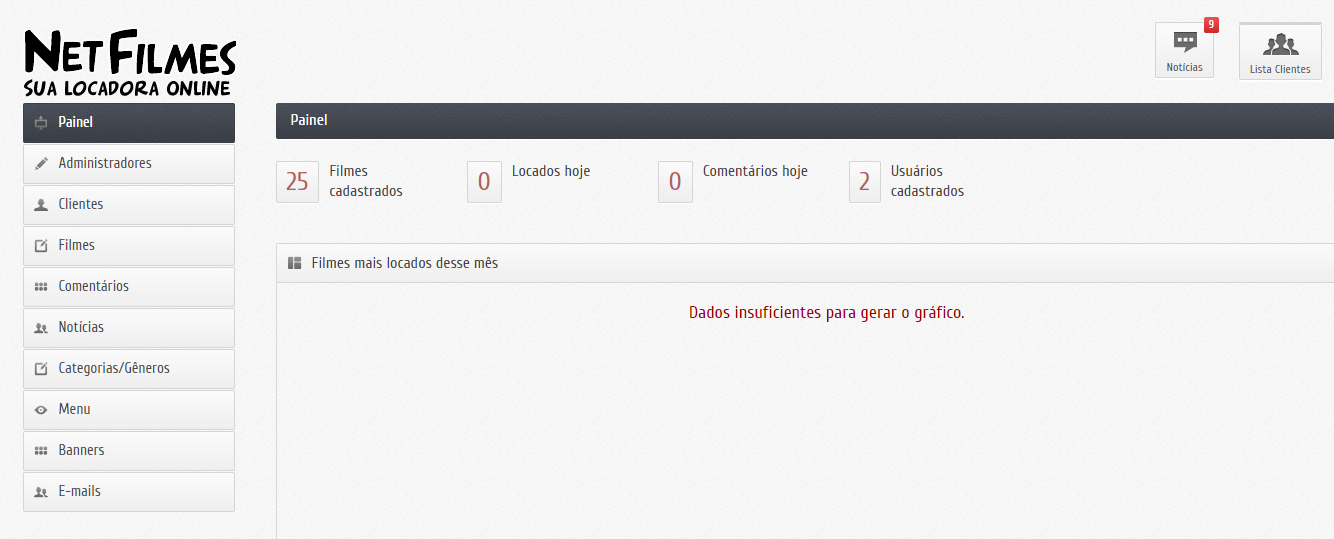 NetFilmes
Sua locadora online
9
Notícias
Lista Clientes
Painel
Administradores
Clientes
Filmes
Comentários
Notícias
Categorias/Gêneros
Menu
Banners
E-mails
Painel
25
Filmes
cadastrados
0
Locados hoje
0
Comentários hoje
2
Usuários
cadastrados
Filmes mais locados desse mês
Dados insuficientes para gerar o gráfico.